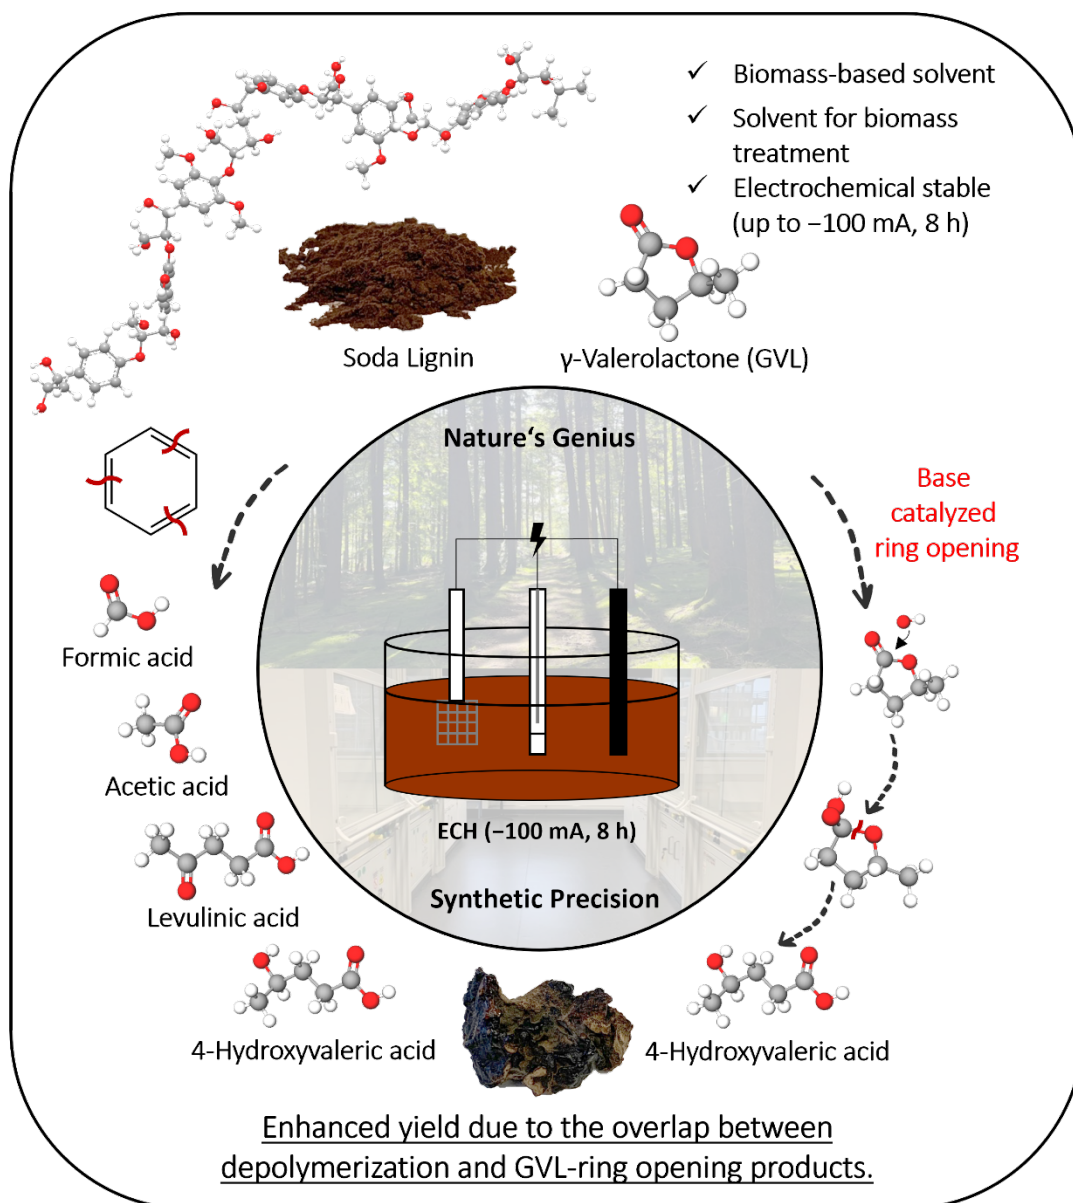 ✓ Biomass-based solvent
✓ Solvent for biomass
treatment
✓ Electrochemical stable
(up to −100 mA, 8 h)
Soda Lignin
γ-Valerolactone (GVL)
Nature‘s Genius
Base
catalyzed
ring opening
Formic acid
Acetic acid
Levulinic acid
ECH (−100 mA, 8 h)
Synthetic Precision
4-Hydroxyvaleric acid
4-Hydroxyvaleric acid
Enhanced yield due to the overlap between
depolymerization and GVL-ring opening products.